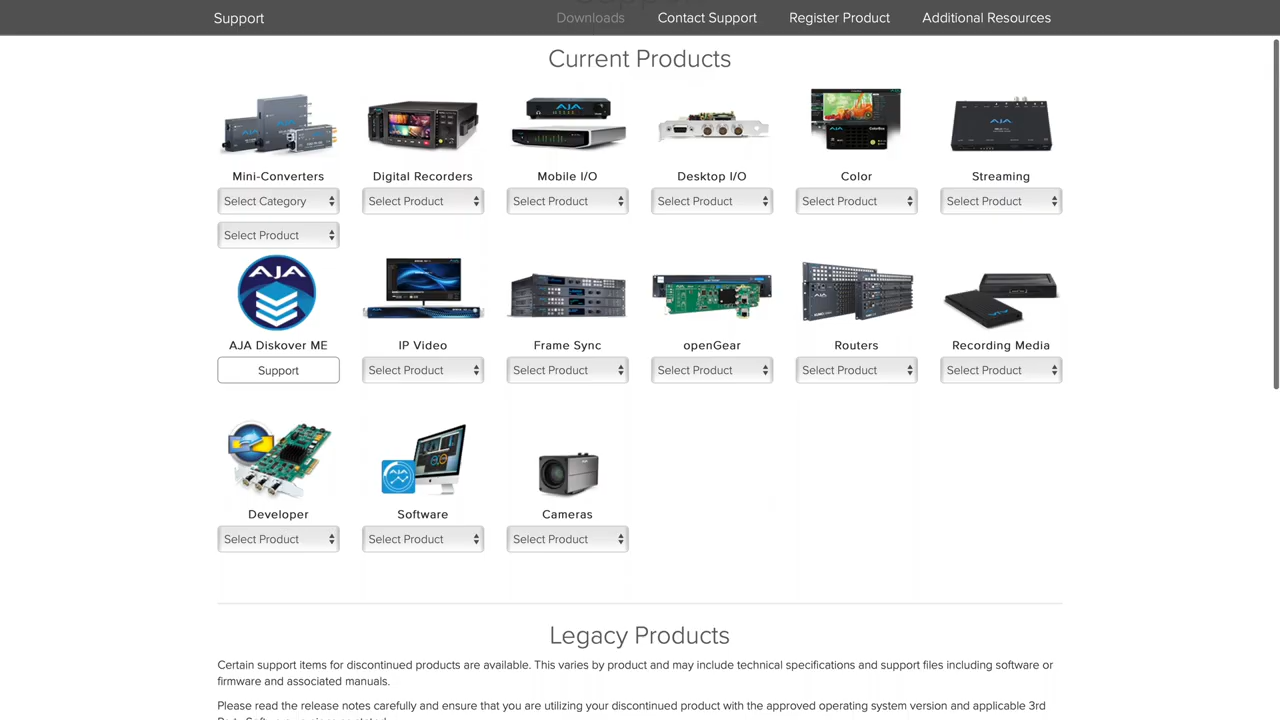 Support
Downloads
Contact Support
Register Product
Additional Resources
Current Products
AJA
Mini-Converters
Digital Recorders
Mobile I/O
Desktop I/O
Color
Streaming
Select Category
Select Product
Select Product
Select Product
Select Product
Select Product
Select Product
AJA
AJA Diskover ME
IP Video
Frame Sync
openGear
Routers
Recording Media
Support
Select Product
Select Product
Select Product
Select Product
Select Product
Developer
Software
Cameras
Select Product
Select Product
Select Product
Legacy Products
Certain support items for discontinued products are available. This varies by product and may include technical specifications and support files including software or
firmware and associated manuals.
Please read the release notes carefully and ensure that you are utilizing your discontinued product with the approved operating system version and applicable 3rd